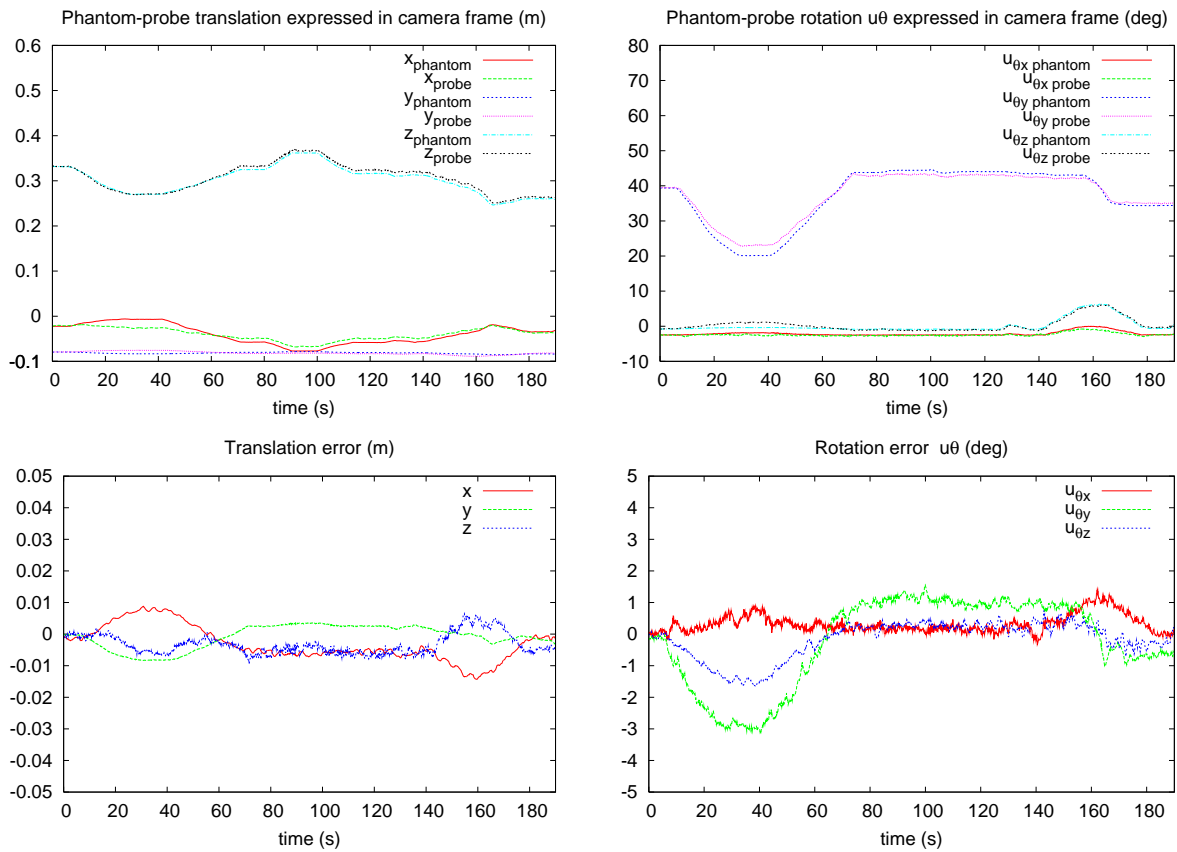 Phantom-probe translation expressed in camera frame (m)
0.6
0.5
0.4
0.3
0.2
0.1
0
-0.1
0 20 40 60 80 100 120 140 160 180
time (s)
xphantom
xprobe
yphantom
yprobe
zphantom
zprobe
Phantom-probe rotation uθ expressed in camera frame (deg)
80
70
60
50
40
30
20
10
0
-10
0 20 40 60 80 100 120 140 160 180
time (s)
uθx phantom
uθx probe
uθy phantom
uθy probe
uθz phantom
uθz probe
Translation error (m)
0.05
0.04
0.03
0.02
0.01
0
-0.01
-0.02
-0.03
-0.04
-0.05
0 20 40 60 80 100 120 140 160 180
time (s)
x
y
z
Rotation error uθ (deg)
5
4
3
2
1
0
-1
-2
-3
-4
-5
0 20 40 60 80 100 120 140 160 180
time (s)
uθx
uθy
uθz